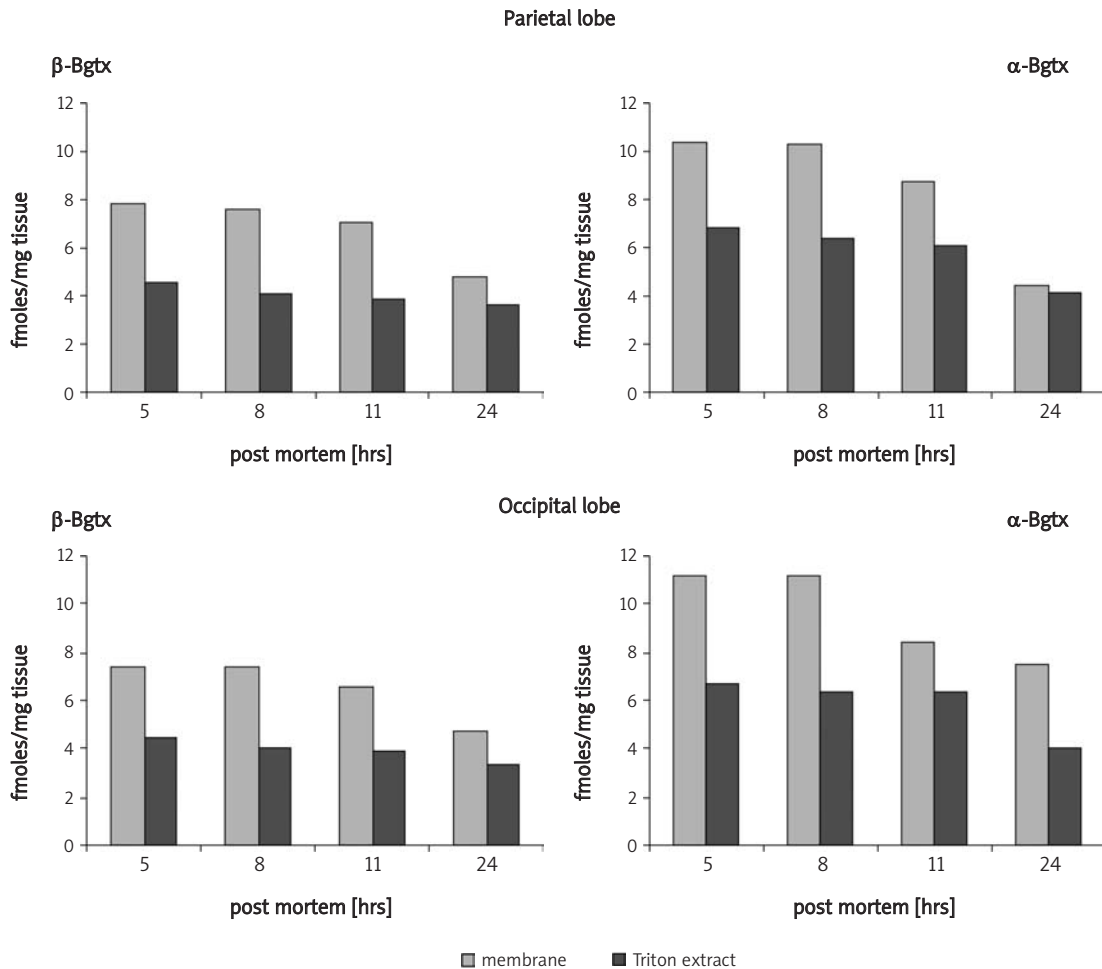 Parietal lobe
β-Bgtx
α-Bgtx
12
10
8
6
4
2
0
fmoles/mg tissue
5 8 11 24
post mortem [hrs]
12
10
8
6
4
2
0
fmoles/mg tissue
5 8 11 24
post mortem [hrs]
Occipital lobe
β-Bgtx
α-Bgtx
12
10
8
6
4
2
0
fmoles/mg tissue
5 8 11 24
post mortem [hrs]
12
10
8
6
4
2
0
fmoles/mg tissue
5 8 11 24
post mortem [hrs]
membrane Triton extract